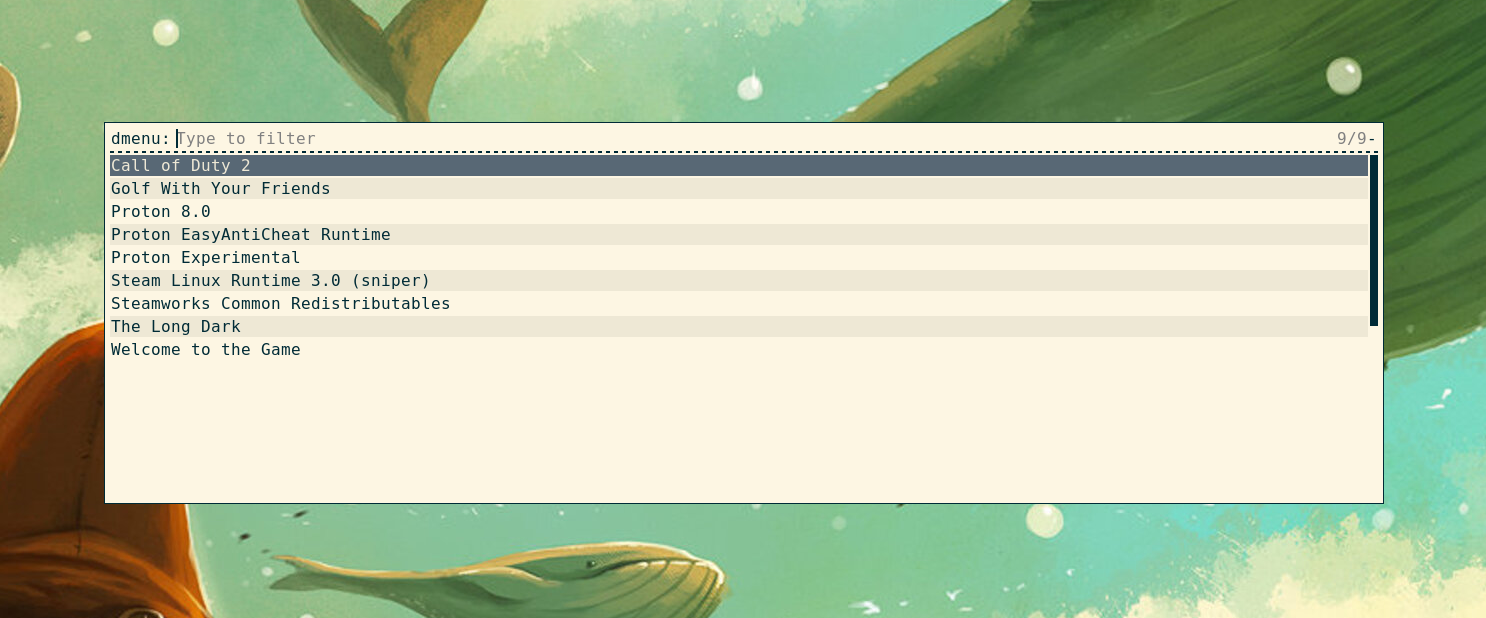 dmenu: Type to filter 9/9-
Call of Duty 2
Golf With Your Friends
Proton 8.0
Proton EasyAntiCheat Runtime
Proton Experimental
Steam Linux Runtime 3.0 (sniper)
Steamworks Common Redistributables
The Long Dark
Welcome to the Game